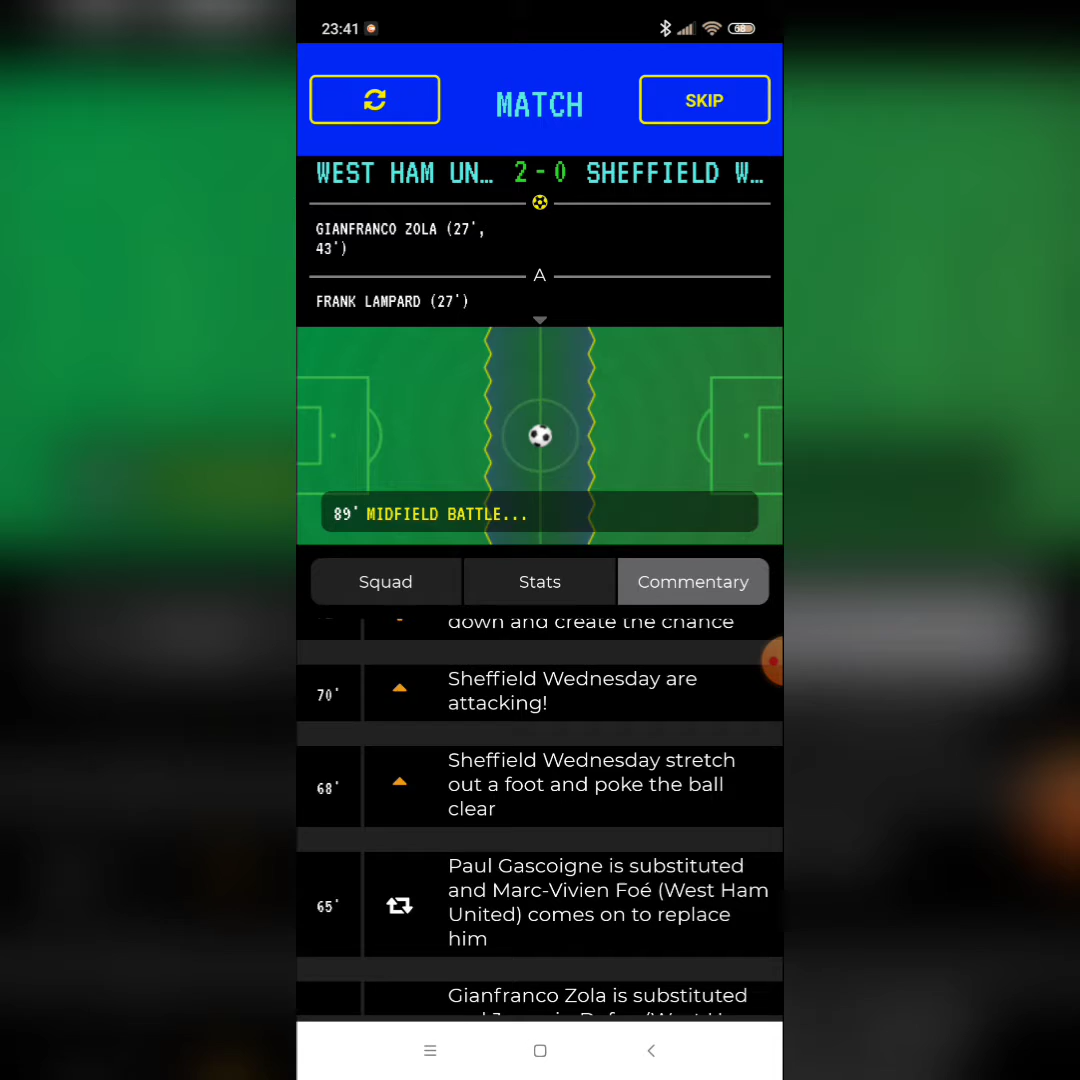 23:41
68
MATCH
SKIP
WEST HAM UN… 2 - 0 SHEFFIELD W…
GIANFRANCO ZOLA (27',
43')
A
FRANK LAMPARD (27')
89' MIDFIELD BATTLE...
Squad Stats Commentary
down and create the chance
70' Sheffield Wednesday are
attacking!
68' Sheffield Wednesday stretch
out a foot and poke the ball
clear
65' Paul Gascoigne is substituted
and Marc-Vivien Foé (West Ham
United) comes on to replace
him
Gianfranco Zola is substituted